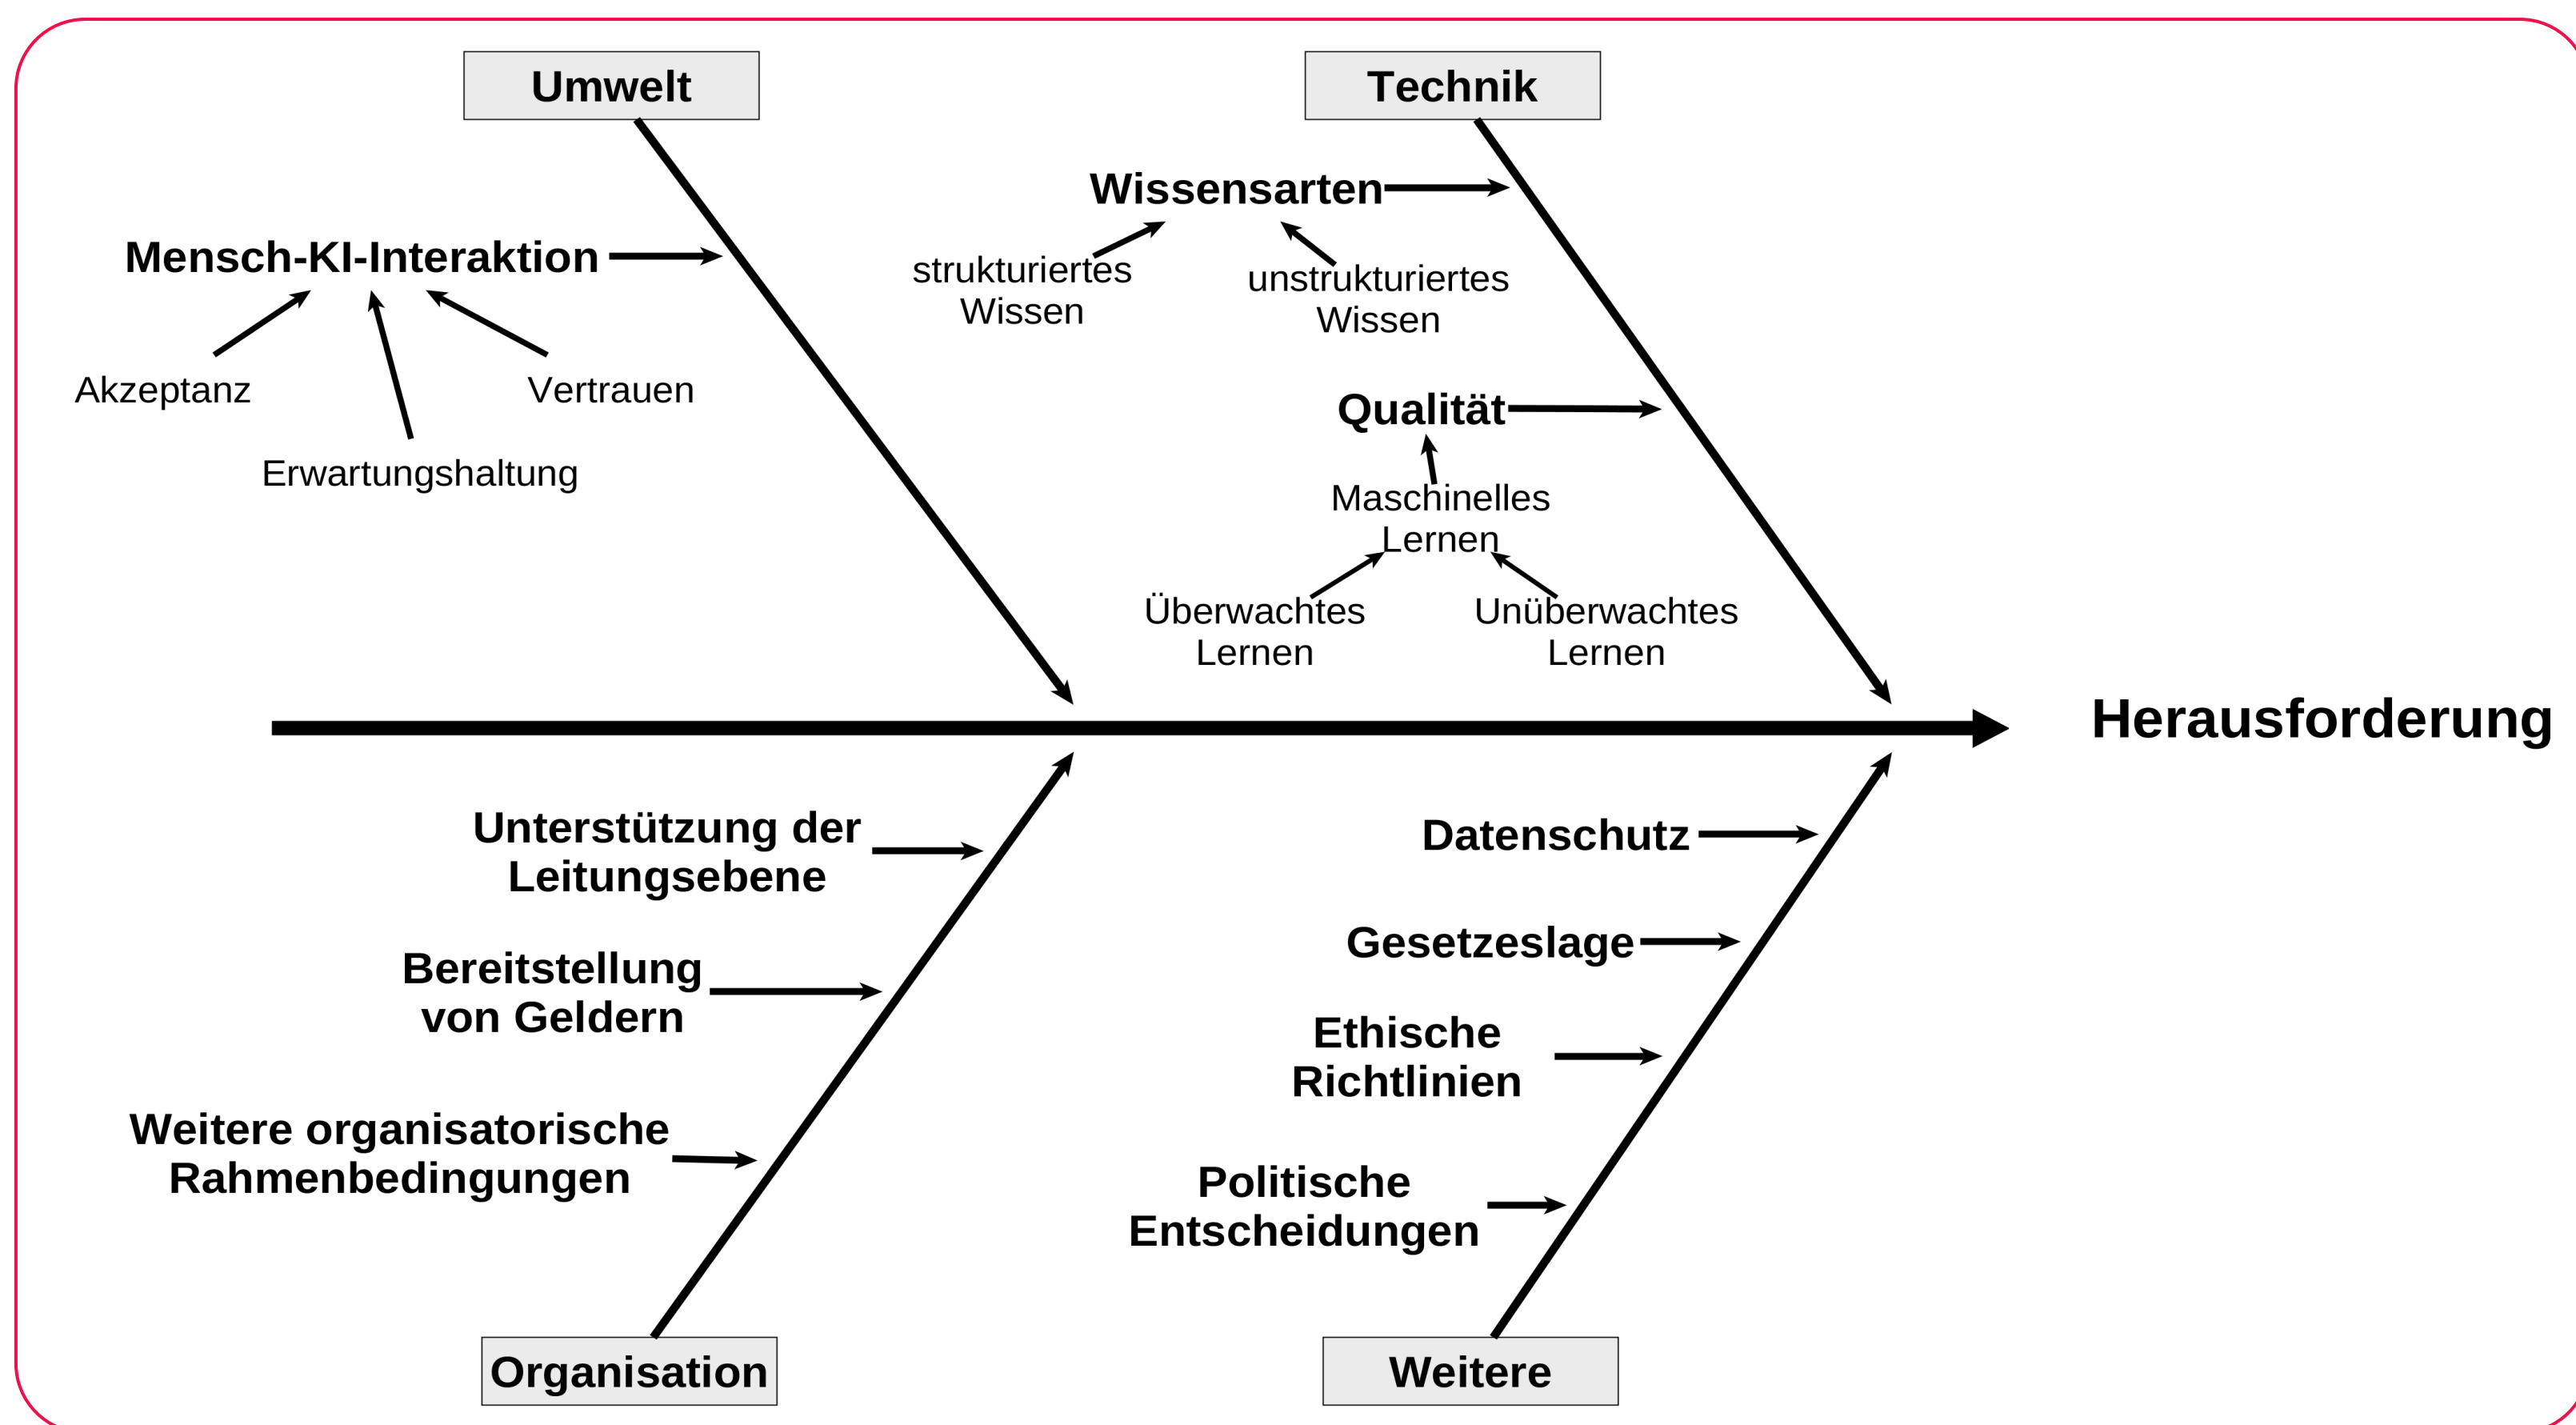 Umwelt
Technik
Wissensarten
strukturiertes
Wissen
unstrukturiertes
Wissen
Mensch-KI-Interaktion
Akzeptanz
Vertrauen
Erwartungshaltung
Qualität
Maschinelles
Lernen
Überwachtes
Lernen
Unüberwachtes
Lernen
Herausforderung
Unterstützung der
Leitungsebene
Bereitstellung
von Geldern
Weitere organisatorische
Rahmenbedingungen
Datenschutz
Gesetzeslage
Ethische
Richtlinien
Politische
Entscheidungen
Organisation
Weitere